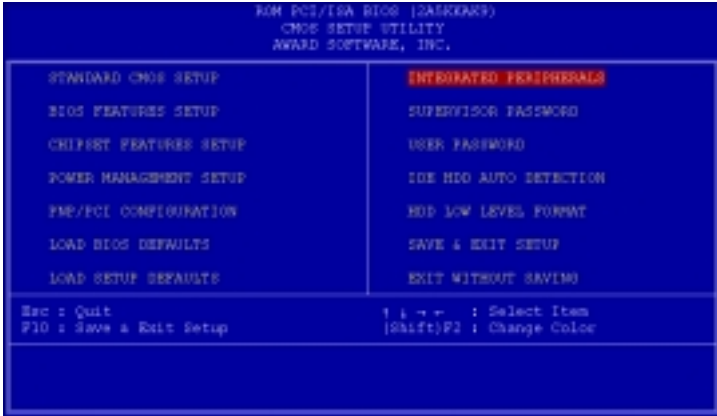 ROM PCI/ISA BIOS (2A5KKAK9)
CMOS SETUP UTILITY
AWARD SOFTWARE, INC.
STANDARD CMOS SETUP
BIOS FEATURES SETUP
CHIPSET FEATURES SETUP
POWER MANAGEMENT SETUP
PNP/PCI CONFIGURATION
LOAD BIOS DEFAULTS
LOAD SETUP DEFAULTS
INTEGRATED PERIPHERALS
SUPERVISOR PASSWORD
USER PASSWORD
IDE HDD AUTO DETECTION
HDD LOW LEVEL FORMAT
SAVE & EXIT SETUP
EXIT WITHOUT SAVING
Esc : Quit
F10 : Save & Exit Setup
↑ ↓ → ← : Select Item
(Shift)F2 : Change Color